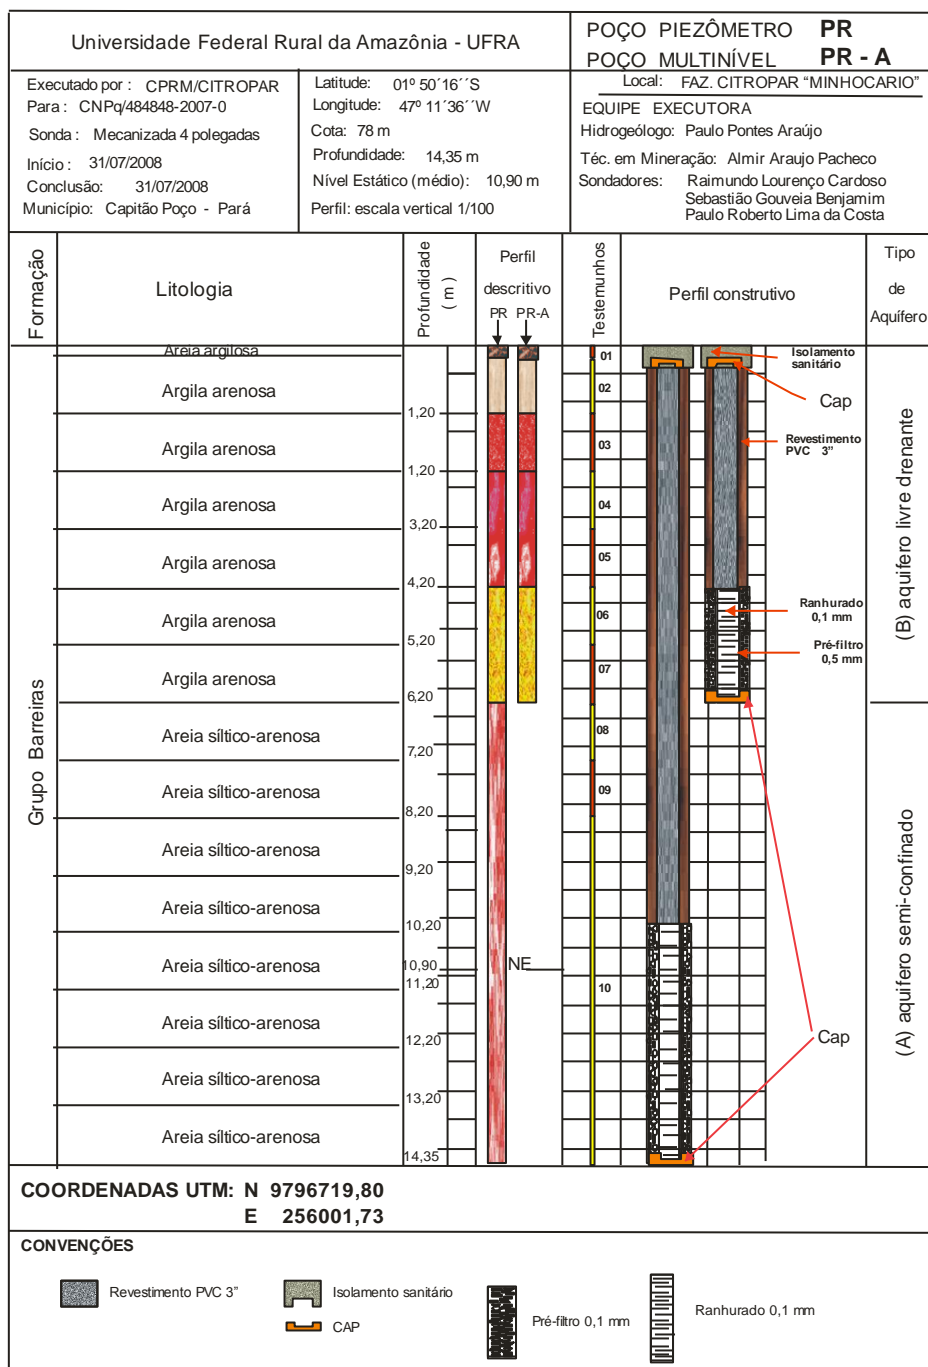 Universidade Federal Rural da Amazônia - UFRA
POÇO PIEZÔMETRO PR
POÇO MULTINÍVEL PR - A
Executado por : CPRM/CITROPAR
Para : CNPq/484848-2007-0
Sonda : Mecanizada 4 polegadas
Início : 31/07/2008
Conclusão: 31/07/2008
Município: Capitão Poço - Pará
Latitude: 01º 50´16´´S
Longitude: 47º 11´36´´W
Cota: 78 m
Profundidade: 14,35 m
Nível Estático (médio): 10,90 m
Perfil: escala vertical 1/100
Local: FAZ. CITROPAR “MINHOCARIO”
EQUIPE EXECUTORA
Hidrogeólogo: Paulo Pontes Araújo
Téc. em Mineração: Almir Araujo Pacheco
Sondadores: Raimundo Lourenço Cardoso
Sebastião Gouveia Benjamim
Paulo Roberto Lima da Costa
Formação
Litologia
Profundidade
( m )
Perfil
descritivo
PR PR-A
Testemunhos
Perfil construtivo
Tipo
de
Aquífero
Grupo Barreiras
Areia argilosa
Argila arenosa
1,20
Argila arenosa
1,20
Argila arenosa
3,20
Argila arenosa
4,20
Argila arenosa
5,20
Argila arenosa
6,20
Areia síltico-arenosa
7,20
Areia síltico-arenosa
8,20
Areia síltico-arenosa
9,20
Areia síltico-arenosa
10,20
Areia síltico-arenosa
10,90
NE
11,20
Areia síltico-arenosa
12,20
Areia síltico-arenosa
13,20
Areia síltico-arenosa
14,35
01
02
03
04
05
06
07
08
09
10
Isolamento
sanitário
Cap
Revestimento
PVC 3”
Ranhurado
0,1 mm
Pré-filtro
0,5 mm
Cap
(B) aquífero livre drenante
(A) aquifero semi-confinado
COORDENADAS UTM: N 9796719,80
E 256001,73
CONVENÇÕES
Revestimento PVC 3”
Isolamento sanitário
CAP
Pré-filtro 0,1 mm
Ranhurado 0,1 mm